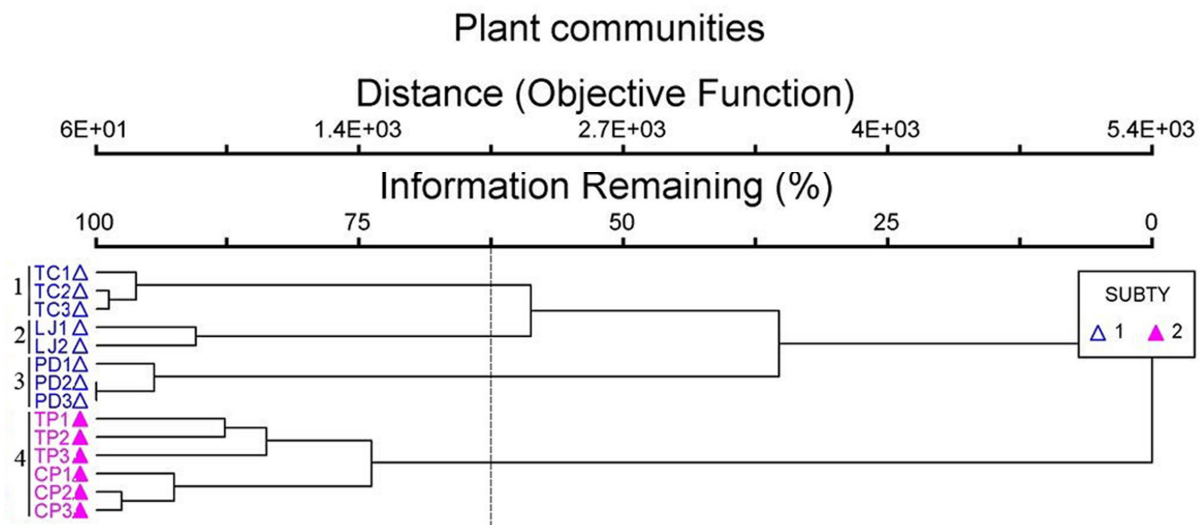 Plant communities
Distance (Objective Function)
6E+01 1.4E+03 2.7E+03 4E+03 5.4E+03
Information Remaining (%)
100 75 50 25 0
TC1
1 TC2
TC3
LJ1
2 LJ2
PD1
3 PD2
PD3
TP1
TP2
4 TP3
CP1
CP2
CP3
SUBTY
1 2